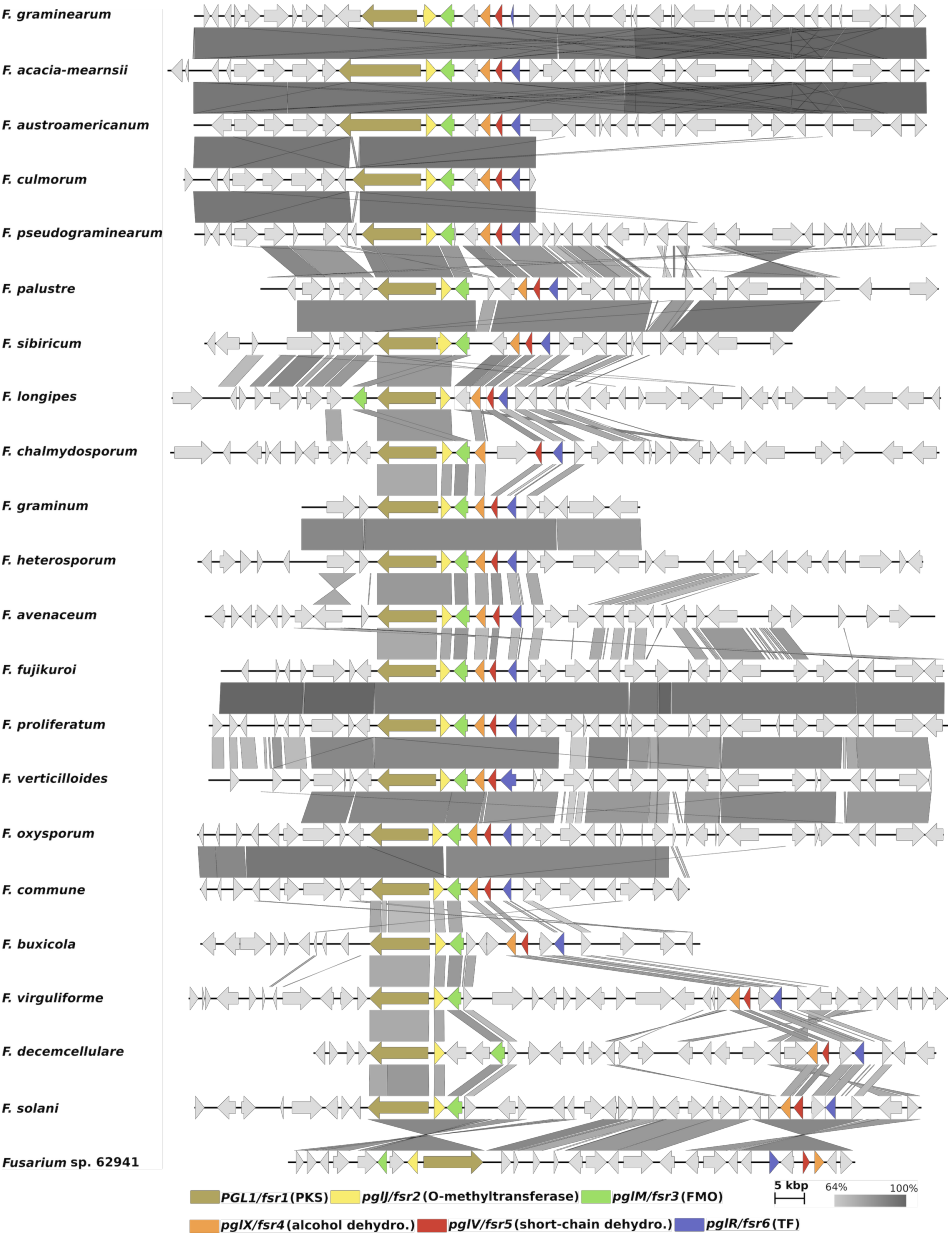 F. graminearum
F. acacia-mearnsii
F. austroamericanum
F. culmorum
F. pseudograminearum
F. palustre
F. sibiricum
F. longipes
F. chalmydosporum
F. graminum
F. heterosporum
F. avenaceum
F. fujikuroi
F. proliferatum
F. verticilloides
F. oxysporum
F. commune
F. buxicola
F. virguliforme
F. decemcellulare
F. solani
Fusarium sp. 62941
PGL1/fsr1(PKS) pglJ/fsr2(O-methyltransferase) pglM/fsr3(FMO) 5 kbp 64% 100%
pglX/fsr4(alcohol dehydro.) pglV/fsr5(short-chain dehydro.) pglR/fsr6(TF)